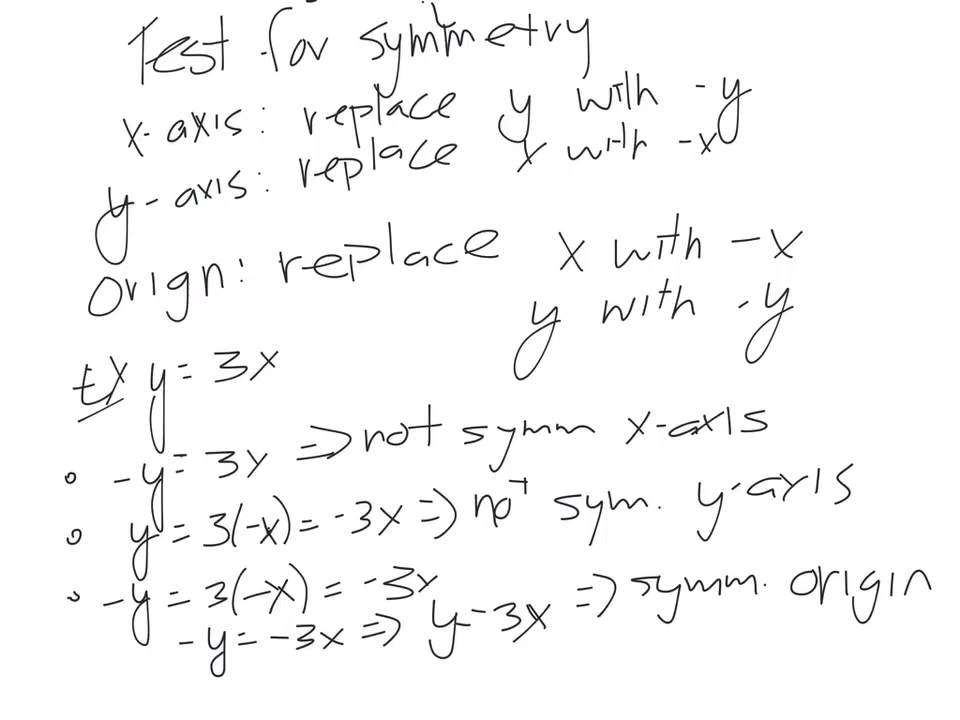 Test for symmetry
x-axis: replace y with -y
y-axis: replace x with -x
Orign: replace x with -x
y with -y
Ex y = 3x
-y = 3x => not symm x-axis
y = 3(-x) = -3x => not sym. y-axis
-y = 3(-x) = -3x
-y = -3x => y = 3x => symm. origin